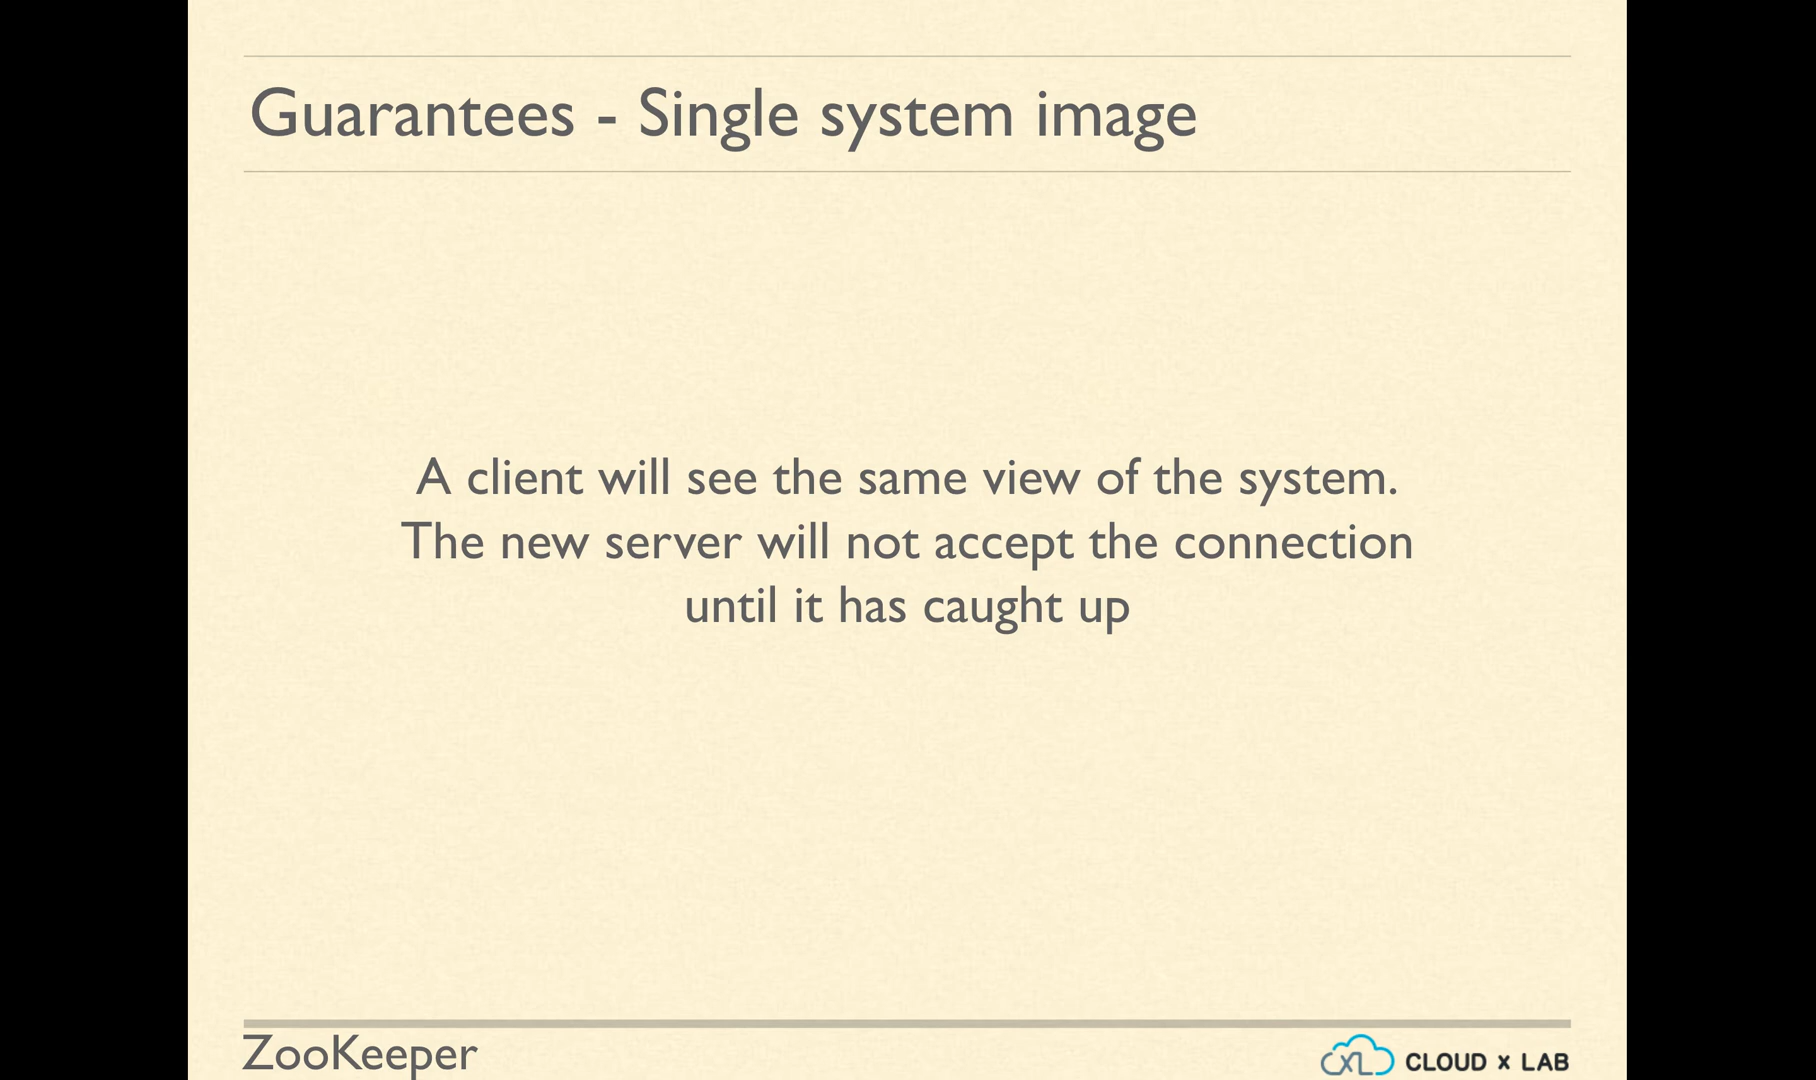 Guarantees - Single system image
A client will see the same view of the system.
The new server will not accept the connection
until it has caught up
ZooKeeper
CXL CLOUD x LAB